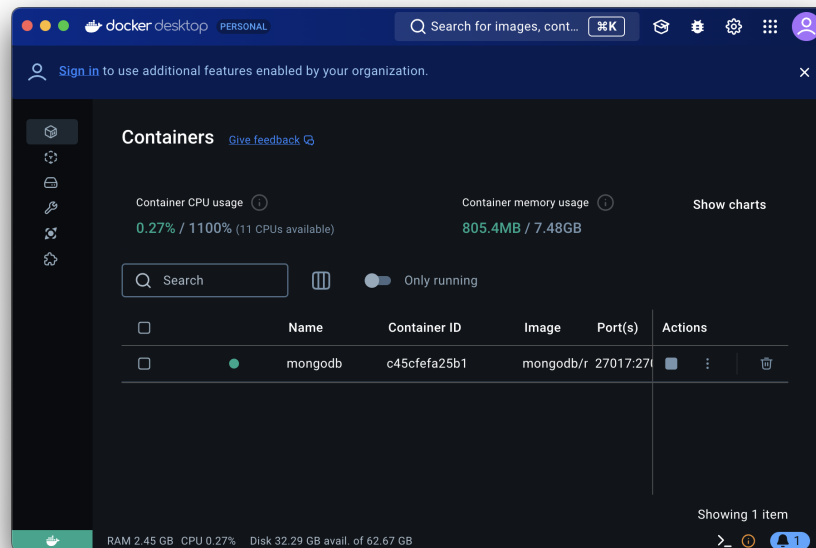 docker desktop PERSONAL Search for images, cont... ⌘K
Sign in to use additional features enabled by your organization.
Containers Give feedback
Container CPU usage Container memory usage Show charts
0.27% / 1100% (11 CPUs available) 805.4MB / 7.48GB
Search Only running
Name Container ID Image Port(s) Actions
mongodb c45cfefa25b1 mongodb/r 27017:270
Showing 1 item
RAM 2.45 GB CPU 0.27% Disk 32.29 GB avail. of 62.67 GB 1